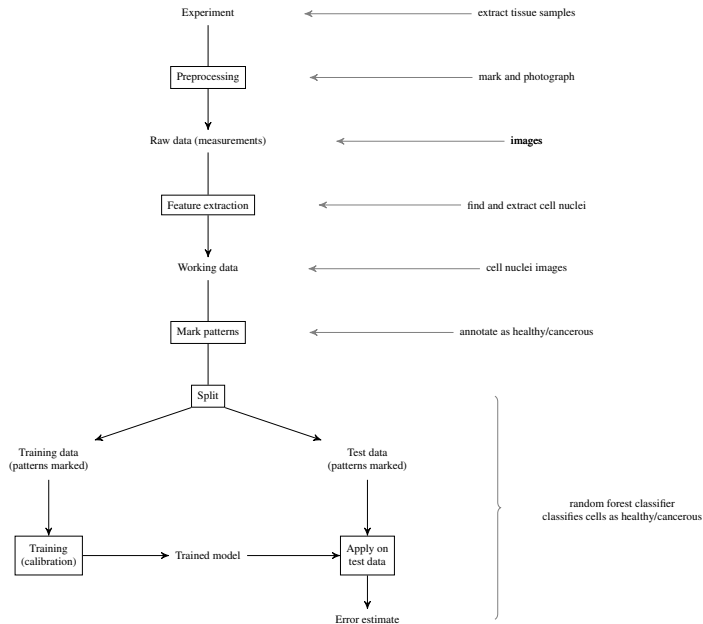 Experiment
extract tissue samples
Preprocessing
mark and photograph
Raw data (measurements)
images
Feature extraction
find and extract cell nuclei
Working data
cell nuclei images
Mark patterns
annotate as healthy/cancerous
Split
Training data
(patterns marked)
Test data
(patterns marked)
random forest classifier
classifies cells as healthy/cancerous
Training
(calibration)
Trained model
Apply on
test data
Error estimate